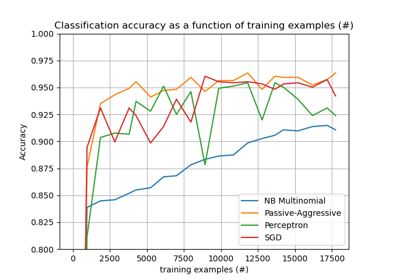 Classification accuracy as a function of training examples (#)
1.000
0.975
0.950
0.925
0.900
0.875
0.850
0.825
0.800
Accuracy
NB Multinomial
Passive-Aggressive
Perceptron
SGD
0 2500 5000 7500 10000 12500 15000 17500
training examples (#)